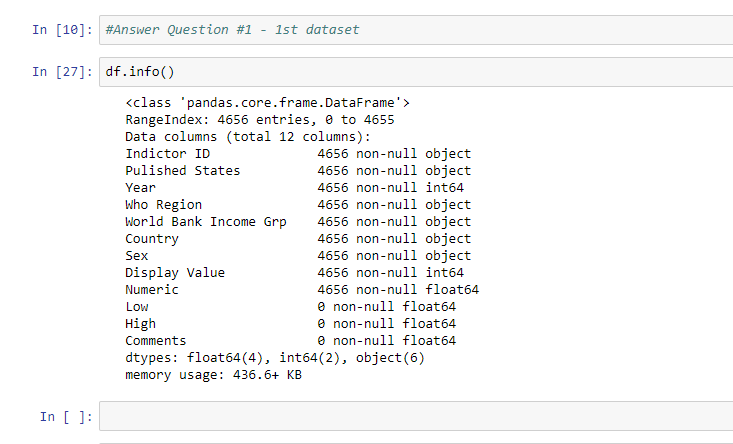 In [10]: #Answer Question #1 - 1st dataset
In [27]: df.info()
<class 'pandas.core.frame.DataFrame'>
RangeIndex: 4656 entries, 0 to 4655
Data columns (total 12 columns):
Indictor ID 4656 non-null object
Pulished States 4656 non-null object
Year 4656 non-null int64
Who Region 4656 non-null object
World Bank Income Grp 4656 non-null object
Country 4656 non-null object
Sex 4656 non-null object
Display Value 4656 non-null int64
Numeric 4656 non-null float64
Low 0 non-null float64
High 0 non-null float64
Comments 0 non-null float64
dtypes: float64(4), int64(2), object(6)
memory usage: 436.6+ KB
In [ ]: